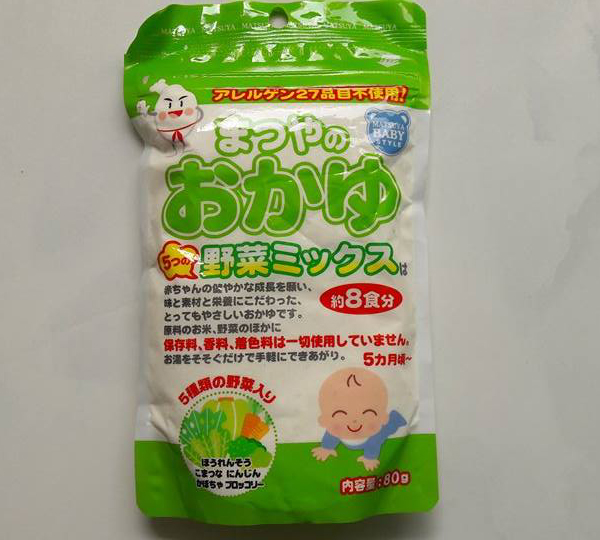 MATSUYA MATSUYA MATSUYA MATSUYA MATSUYA
アレルゲン27品目不使用!
MATSUYA
BABY
STYLE
まつやの
おかゆ
5つの野菜ミックスは
赤ちゃんの健やかな成長を願い、
味と素材と栄養にこだわった、
とってもやさしいおかゆです。
原料のお米、野菜のほかに
保存料、香料、着色料は一切使用していません。
お湯をそそぐだけで手軽にできあがり。
約8食分
5カ月頃~
5種類の野菜入り
ほうれんそう
こまつな にんじん
かぼちゃ ブロッコリー
内容量:80g